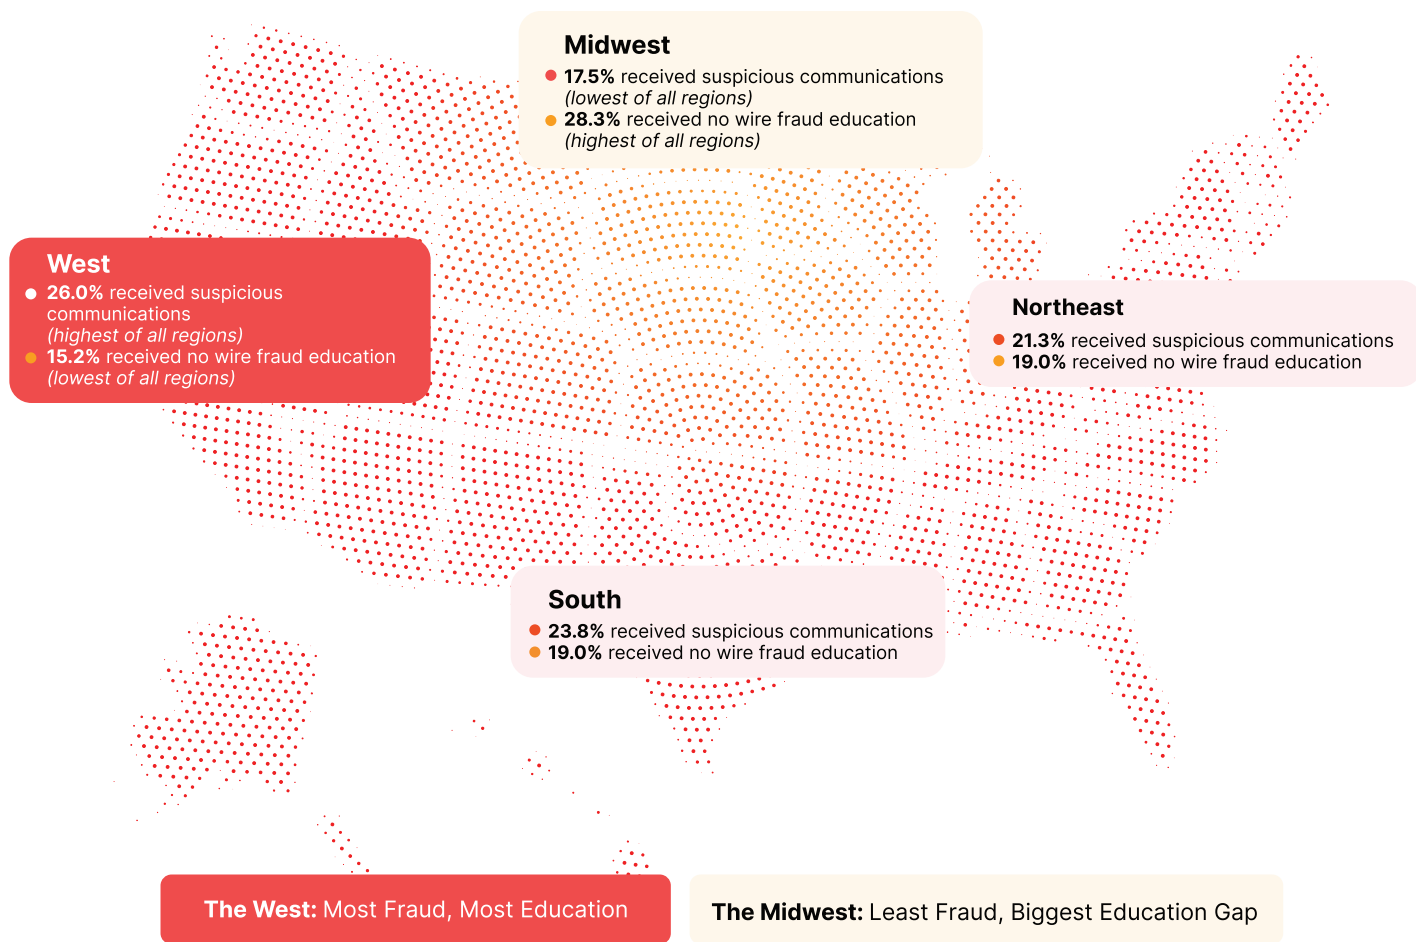 Midwest
17.5% received suspicious communications
(lowest of all regions)
28.3% received no wire fraud education
(highest of all regions)
West
26.0% received suspicious
communications
(highest of all regions)
15.2% received no wire fraud education
(lowest of all regions)
Northeast
21.3% received suspicious communications
19.0% received no wire fraud education
South
23.8% received suspicious communications
19.0% received no wire fraud education
The West: Most Fraud, Most Education
The Midwest: Least Fraud, Biggest Education Gap